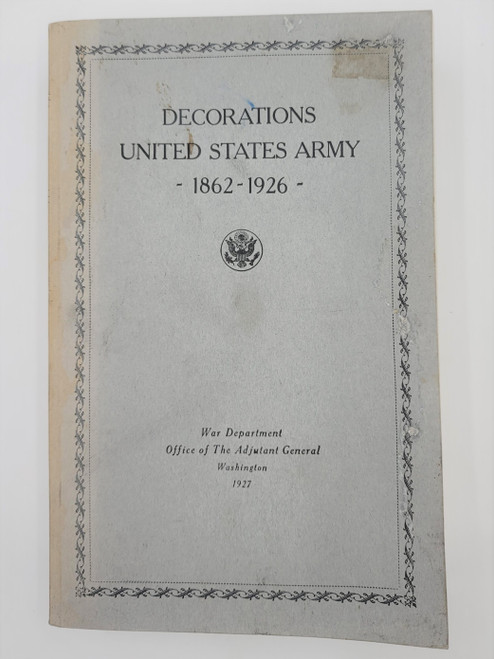 DECORATIONS
UNITED STATES ARMY
- 1862-1926 -
War Department
Office of The Adjutant General
Washington
1927